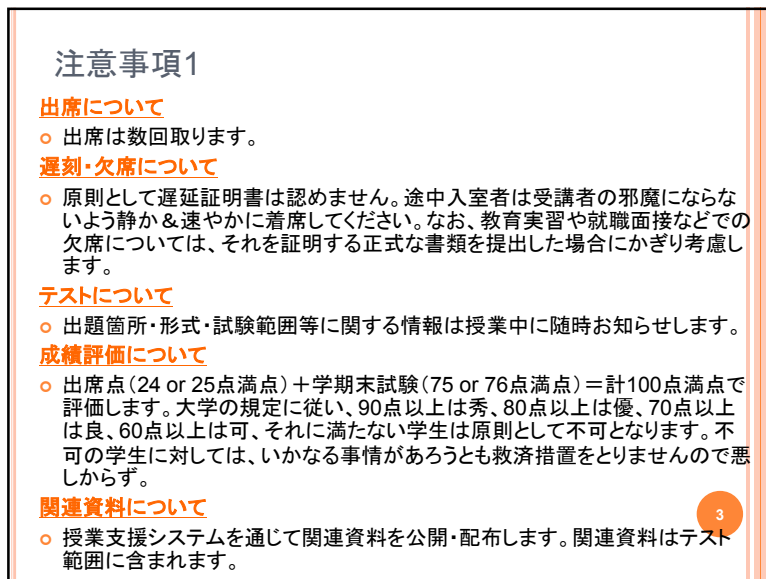 注意事項1
出席について
出席は数回取ります。
遅刻・欠席について
原則として遅延証明書は認めません。途中入室者は受講者の邪魔にならな
いよう静か＆速やかに着席してください。なお、教育実習や就職面接などでの
欠席については、それを証明する正式な書類を提出した場合にかぎり考慮し
ます。
テストについて
出題箇所・形式・試験範囲等に関する情報は授業中に随時お知らせします。
成績評価について
出席点（24 or 25点満点）＋学期末試験（75 or 76点満点）＝計100点満点で
評価します。大学の規定に従い、90点以上は秀、80点以上は優、70点以上
は良、60点以上は可、それに満たない学生は原則として不可となります。不
可の学生に対しては、いかなる事情があろうとも救済措置をとりませんので悪
しからず。
関連資料について
3
授業支援システムを通じて関連資料を公開・配布します。関連資料はテスト
範囲に含まれます。